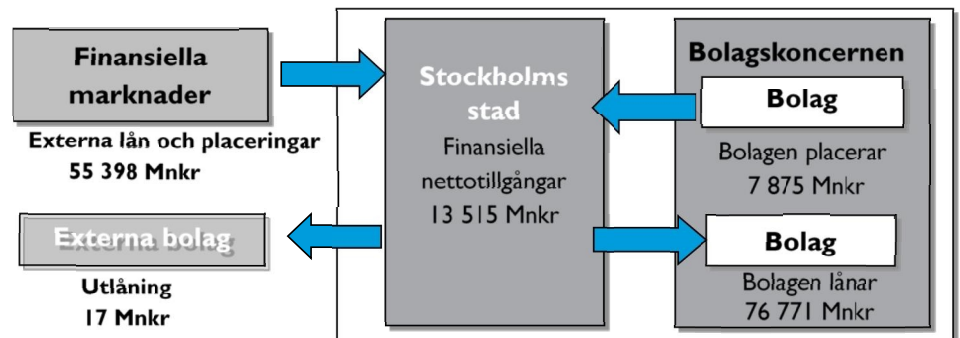 Finansiella
marknader
Externa lån och placeringar
55 398 Mnkr
Externa bolag
Utlåning
17 Mnkr
Stockholms
stad
Finansiella
nettotillgångar
13 515 Mnkr
Bolagskoncernen
Bolag
Bolagen placerar
7 875 Mnkr
Bolag
Bolagen lånar
76 771 Mnkr